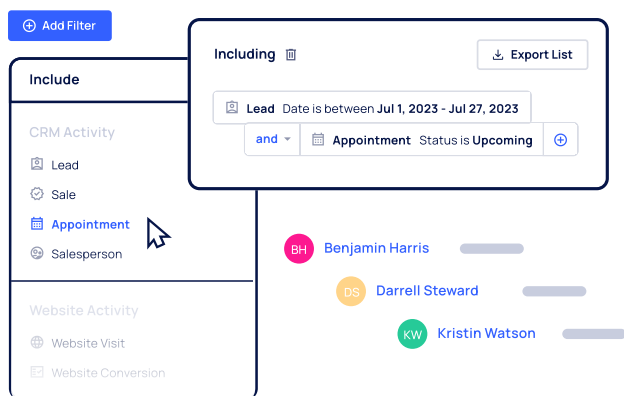 Add Filter
Include
CRM Activity
Lead
Sale
Appointment
Salesperson
Website Activity
Website Visit
Website Conversion
Including
Export List
Lead Date is between Jul 1, 2023 - Jul 27, 2023
and Appointment Status is Upcoming
BH Benjamin Harris
DS Darrell Steward
KW Kristin Watson